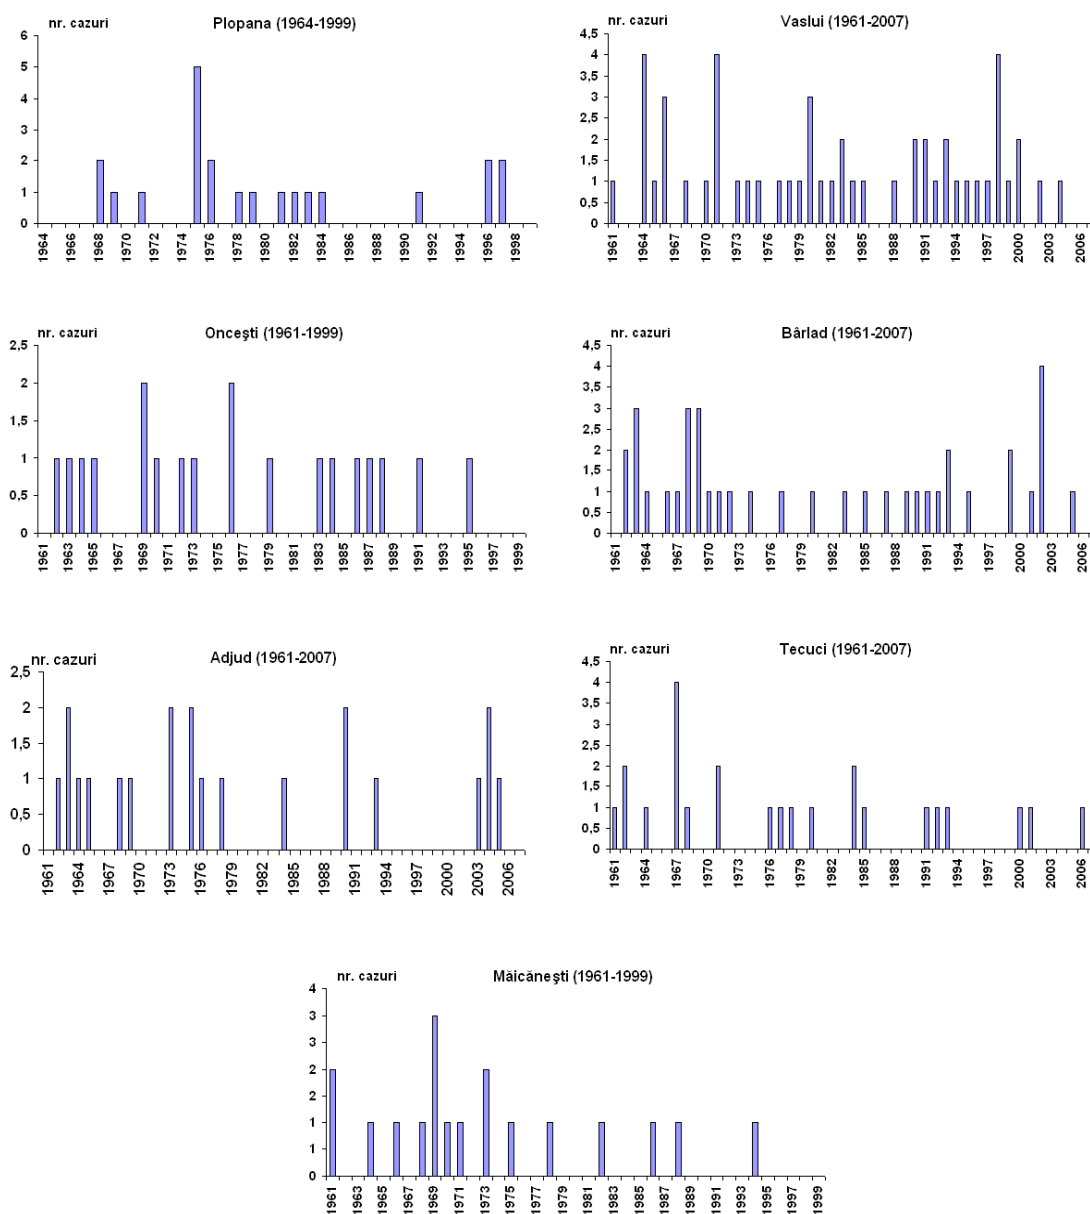 nr. cazuri
Plopana (1964-1999)
6
5
4
3
2
1
0
1964 1966 1968 1970 1972 1974 1976 1978 1980 1982 1984 1986 1988 1990 1992 1994 1996 1998
nr. cazuri
Vaslui (1961-2007)
4,5
4
3,5
3
2,5
2
1,5
1
0,5
0
1961 1964 1967 1970 1973 1976 1979 1982 1985 1988 1991 1994 1997 2000 2003 2006
nr. cazuri
Onceşti (1961-1999)
2,5
2
1,5
1
0,5
0
1961 1963 1965 1967 1969 1971 1973 1975 1977 1979 1981 1983 1985 1987 1989 1991 1993 1995 1997 1999
nr. cazuri
Bârlad (1961-2007)
4,5
4
3,5
3
2,5
2
1,5
1
0,5
0
1961 1964 1967 1970 1973 1976 1979 1982 1985 1988 1991 1994 1997 2000 2003 2006
nr. cazuri
Adjud (1961-2007)
2,5
2
1,5
1
0,5
0
1961 1964 1967 1970 1973 1976 1979 1982 1985 1988 1991 1994 1997 2000 2003 2006
nr. cazuri
Tecuci (1961-2007)
4,5
4
3,5
3
2,5
2
1,5
1
0,5
0
1961 1964 1967 1970 1973 1976 1979 1982 1985 1988 1991 1994 1997 2000 2003 2006
nr. cazuri
Măicăneşti (1961-1999)
4
3
3
2
2
1
1
0
1961 1963 1965 1967 1969 1971 1973 1975 1977 1979 1981 1983 1985 1987 1989 1991 1993 1995 1997 1999